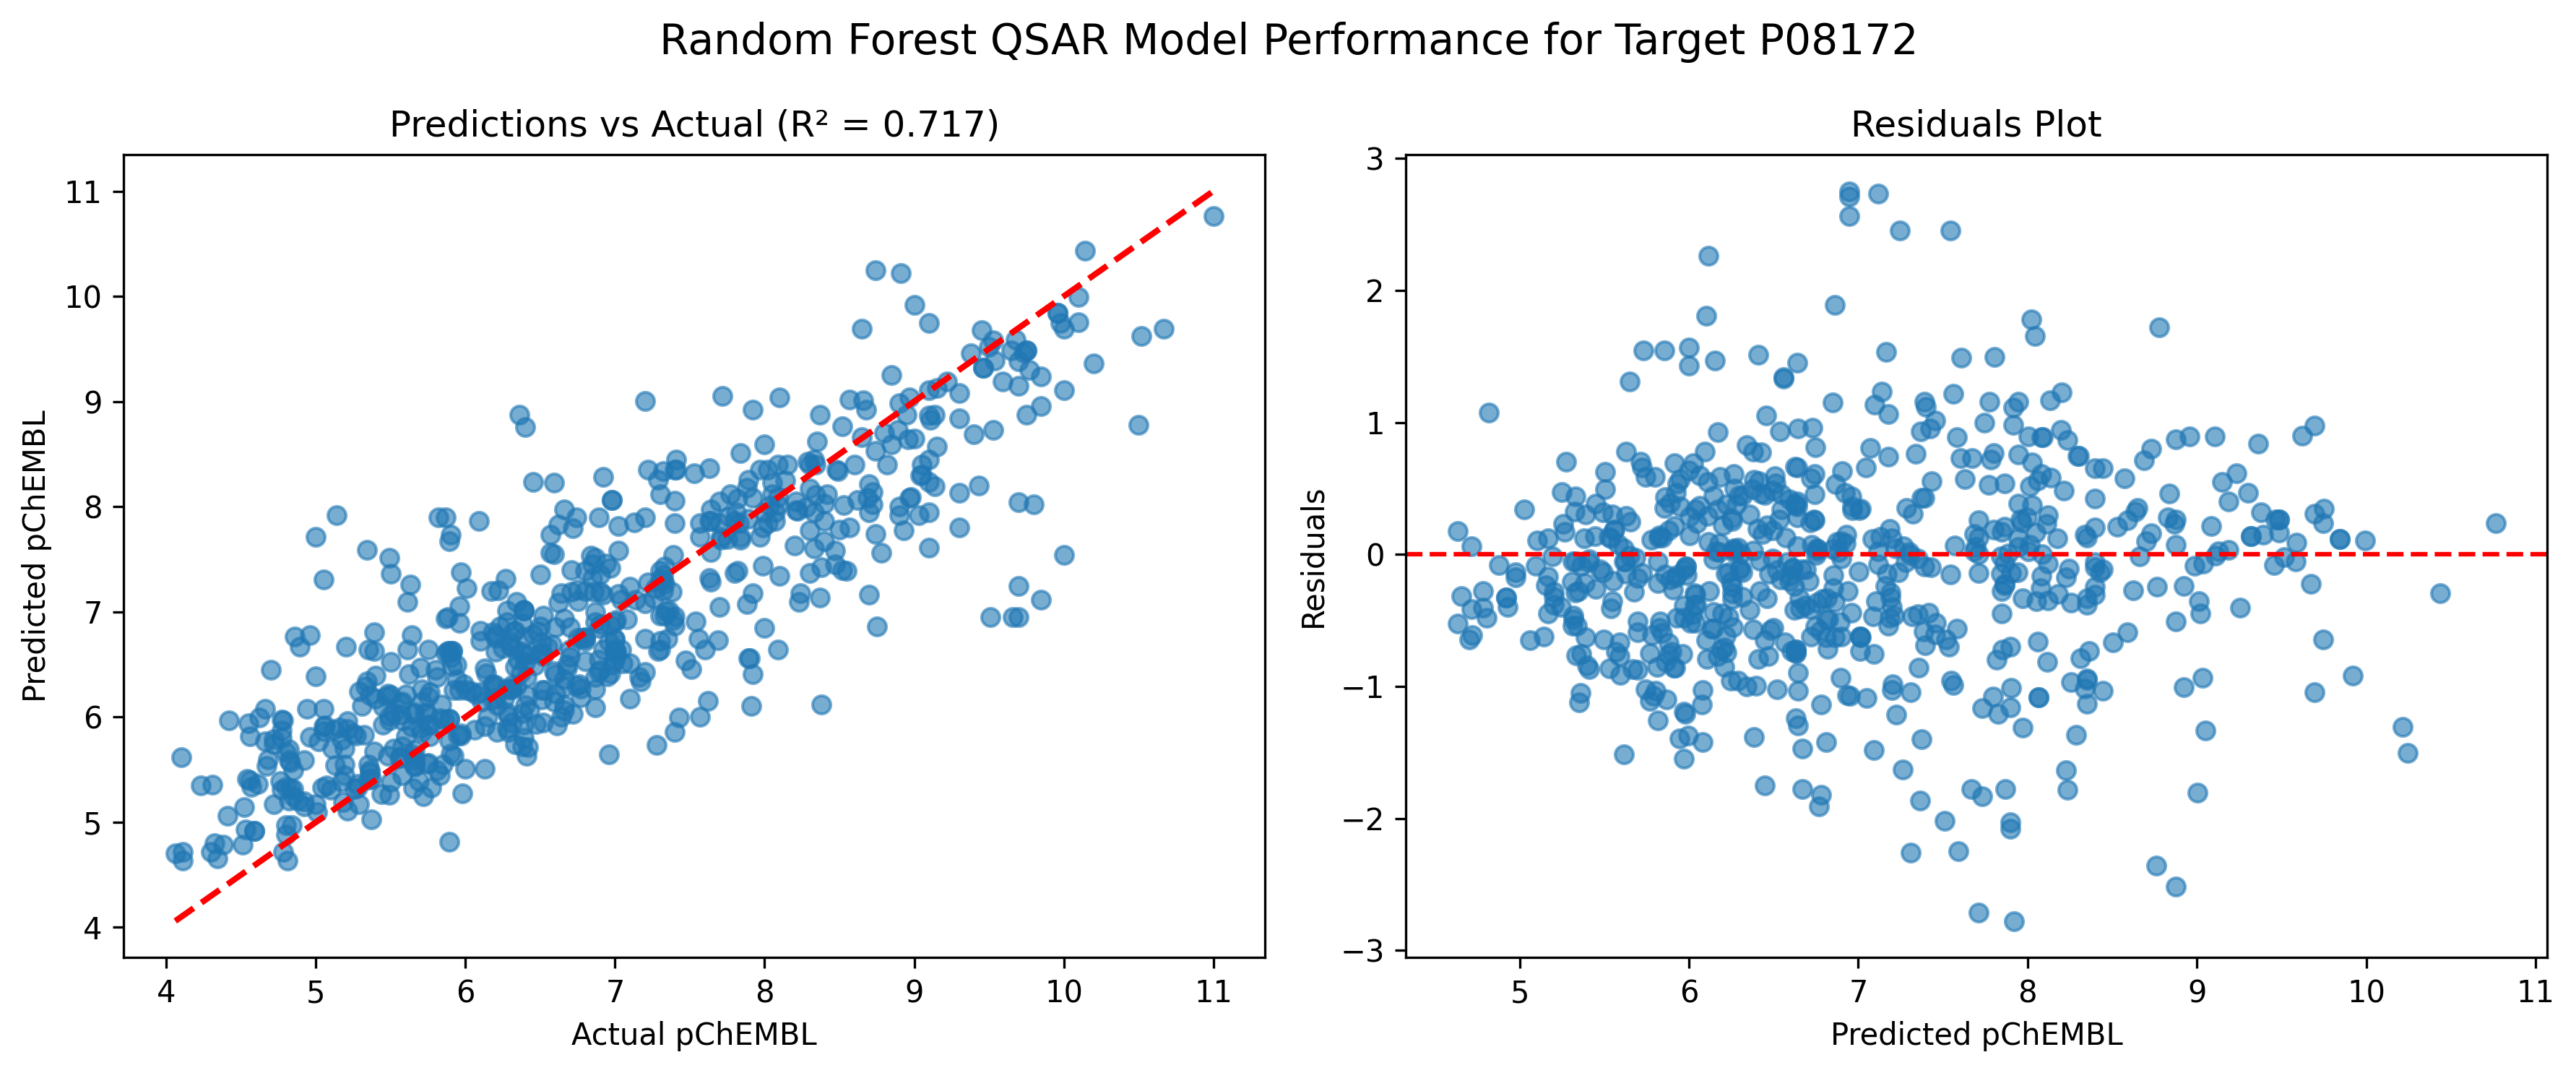 Random Forest QSAR Model Performance for Target P08172
Predictions vs Actual (R² = 0.717)
11
10
9
8
7
6
5
4
Predicted pChEMBL
4 5 6 7 8 9 10 11
Actual pChEMBL
Residuals Plot
3
2
1
0
−1
−2
−3
Residuals
5 6 7 8 9 10 11
Predicted pChEMBL